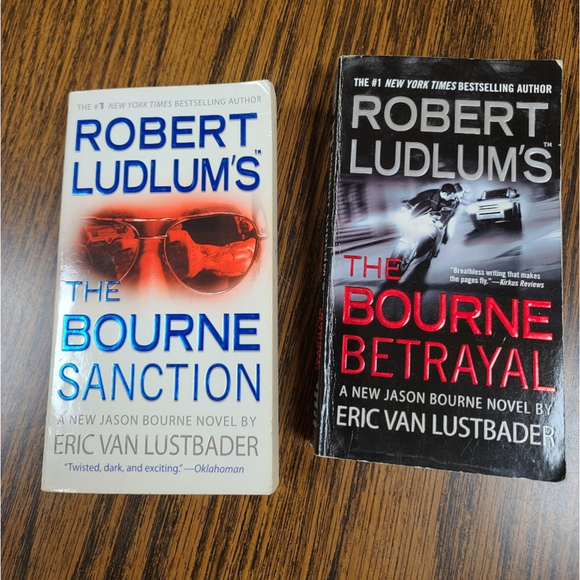 THE #1 NEW YORK TIMES BESTSELLING AUTHOR
ROBERT
LUDLUM'S™
THE
BOURNE
SANCTION
A NEW JASON BOURNE NOVEL BY
ERIC VAN LUSTBADER
"Twisted, dark, and exciting."—Oklahoman
THE #1 NEW YORK TIMES BESTSELLING AUTHOR
ROBERT
LUDLUM'S™
"Breathless writing that makes
the pages fly."—Kirkus Reviews
THE
BOURNE
BETRAYAL
A NEW JASON BOURNE NOVEL BY
ERIC VAN LUSTBADER